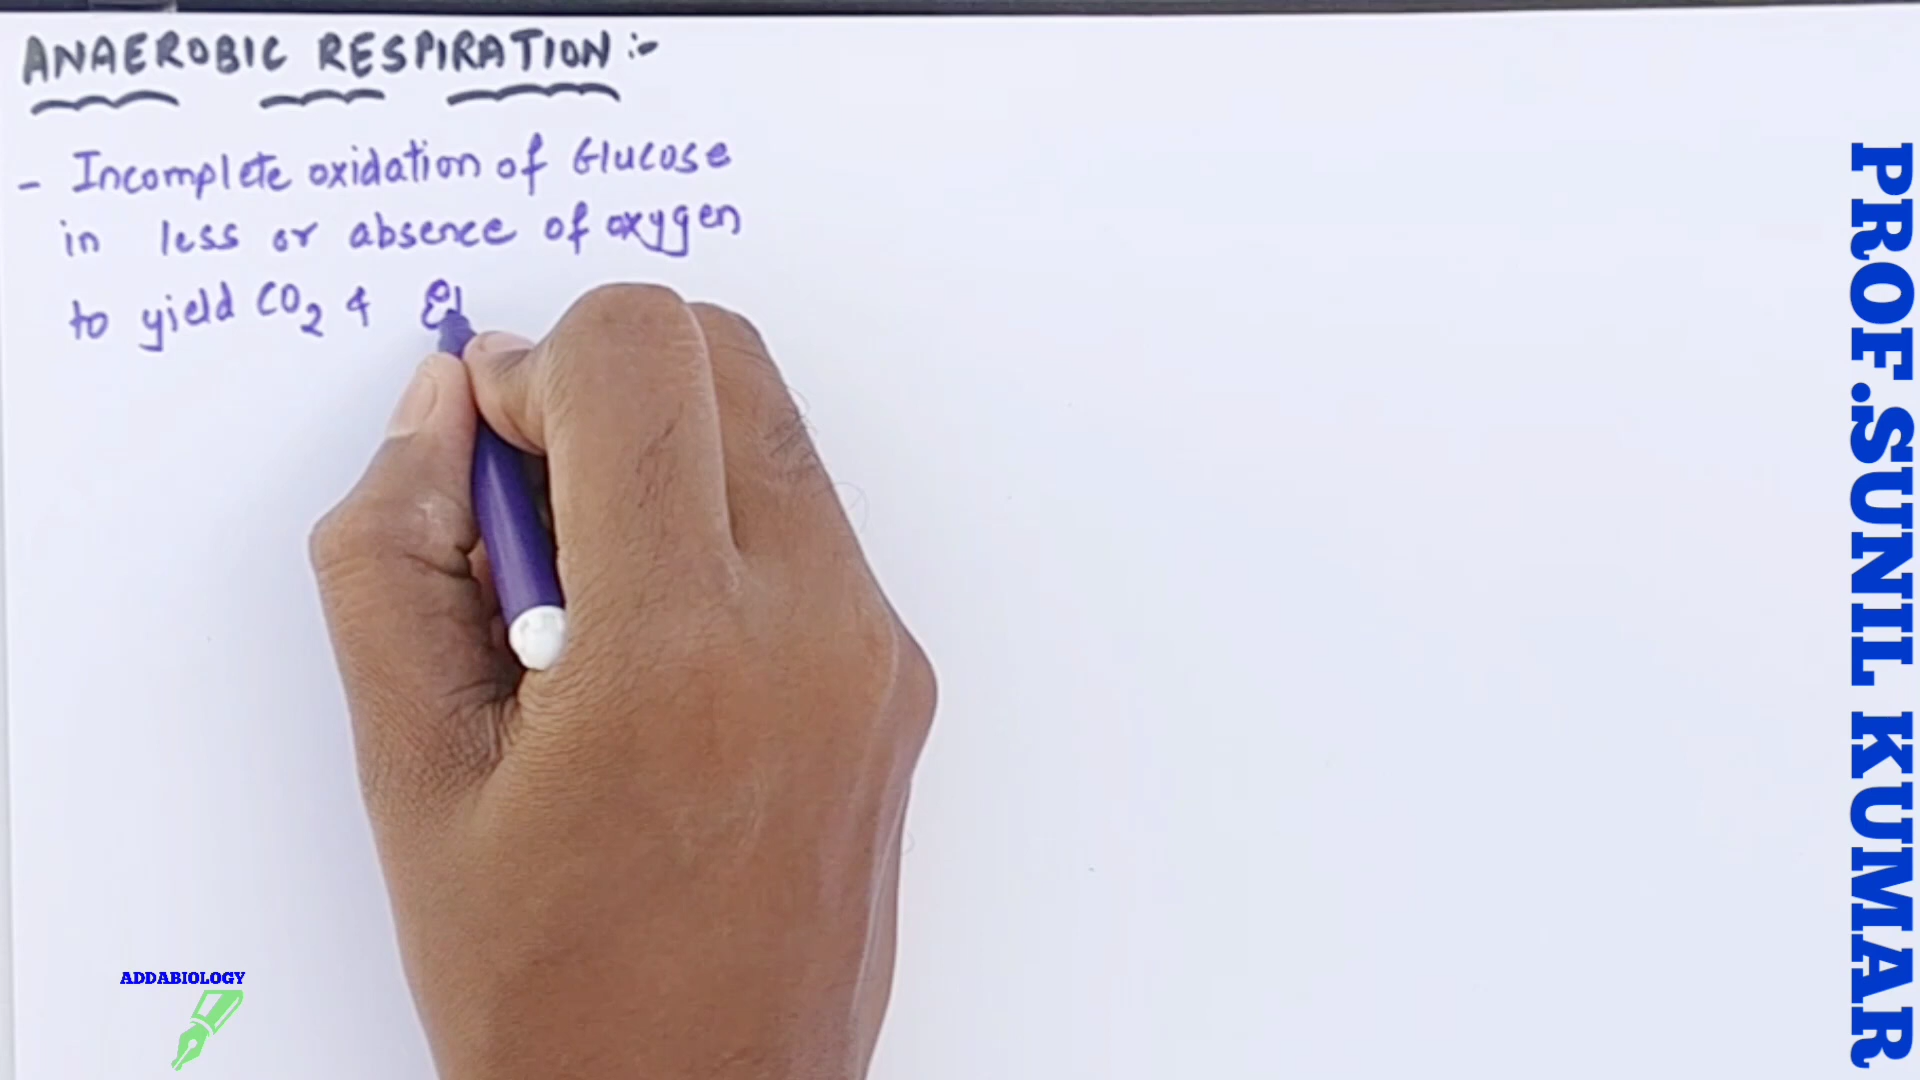 ANAEROBIC RESPIRATION :-
- Incomplete oxidation of Glucose
in less or absence of oxygen
to yield CO₂ &
PROF.SUNIL KUMAR
ADDABIOLOGY